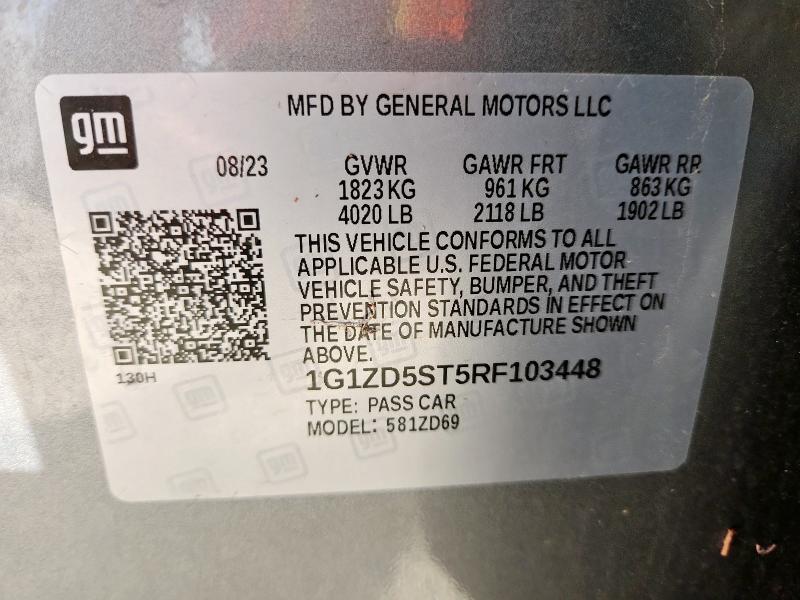 gm
MFD BY GENERAL MOTORS LLC
08/23 GVWR GAWR FRT GAWR RR
1823 KG 961 KG 863 KG
4020 LB 2118 LB 1902 LB
THIS VEHICLE CONFORMS TO ALL
APPLICABLE U.S. FEDERAL MOTOR
VEHICLE SAFETY, BUMPER, AND THEFT
PREVENTION STANDARDS IN EFFECT ON
THE DATE OF MANUFACTURE SHOWN
ABOVE.
130H
1G1ZD5ST5RF103448
TYPE: PASS CAR
MODEL: 581ZD69